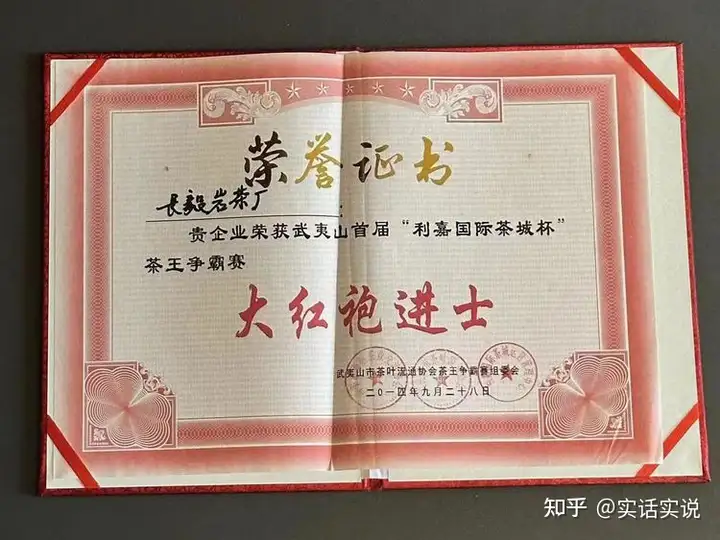 荣誉证书
长毅岩茶厂：
贵企业荣获武夷山首届“利嘉国际茶城杯”
茶王争霸赛
大红袍进士
武夷山市茶叶流通协会茶王争霸赛组委会
二〇一四年九月二十八日
知乎 @实话实说